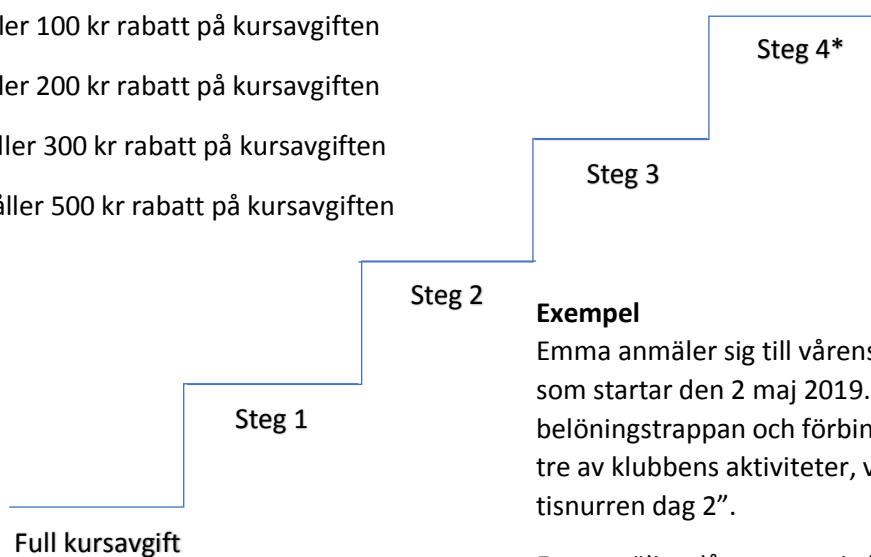 ler 100 kr rabatt på kursavgiften
ler 200 kr rabatt på kursavgiften
ller 300 kr rabatt på kursavgiften
åller 500 kr rabatt på kursavgiften
Steg 4*
Steg 3
Steg 2
Steg 1
Full kursavgift
Exempel
Emma anmäler sig till vårens
som startar den 2 maj 2019.
belöningstrappan och förbin
tre av klubbens aktiviteter, v
tisnurren dag 2”.